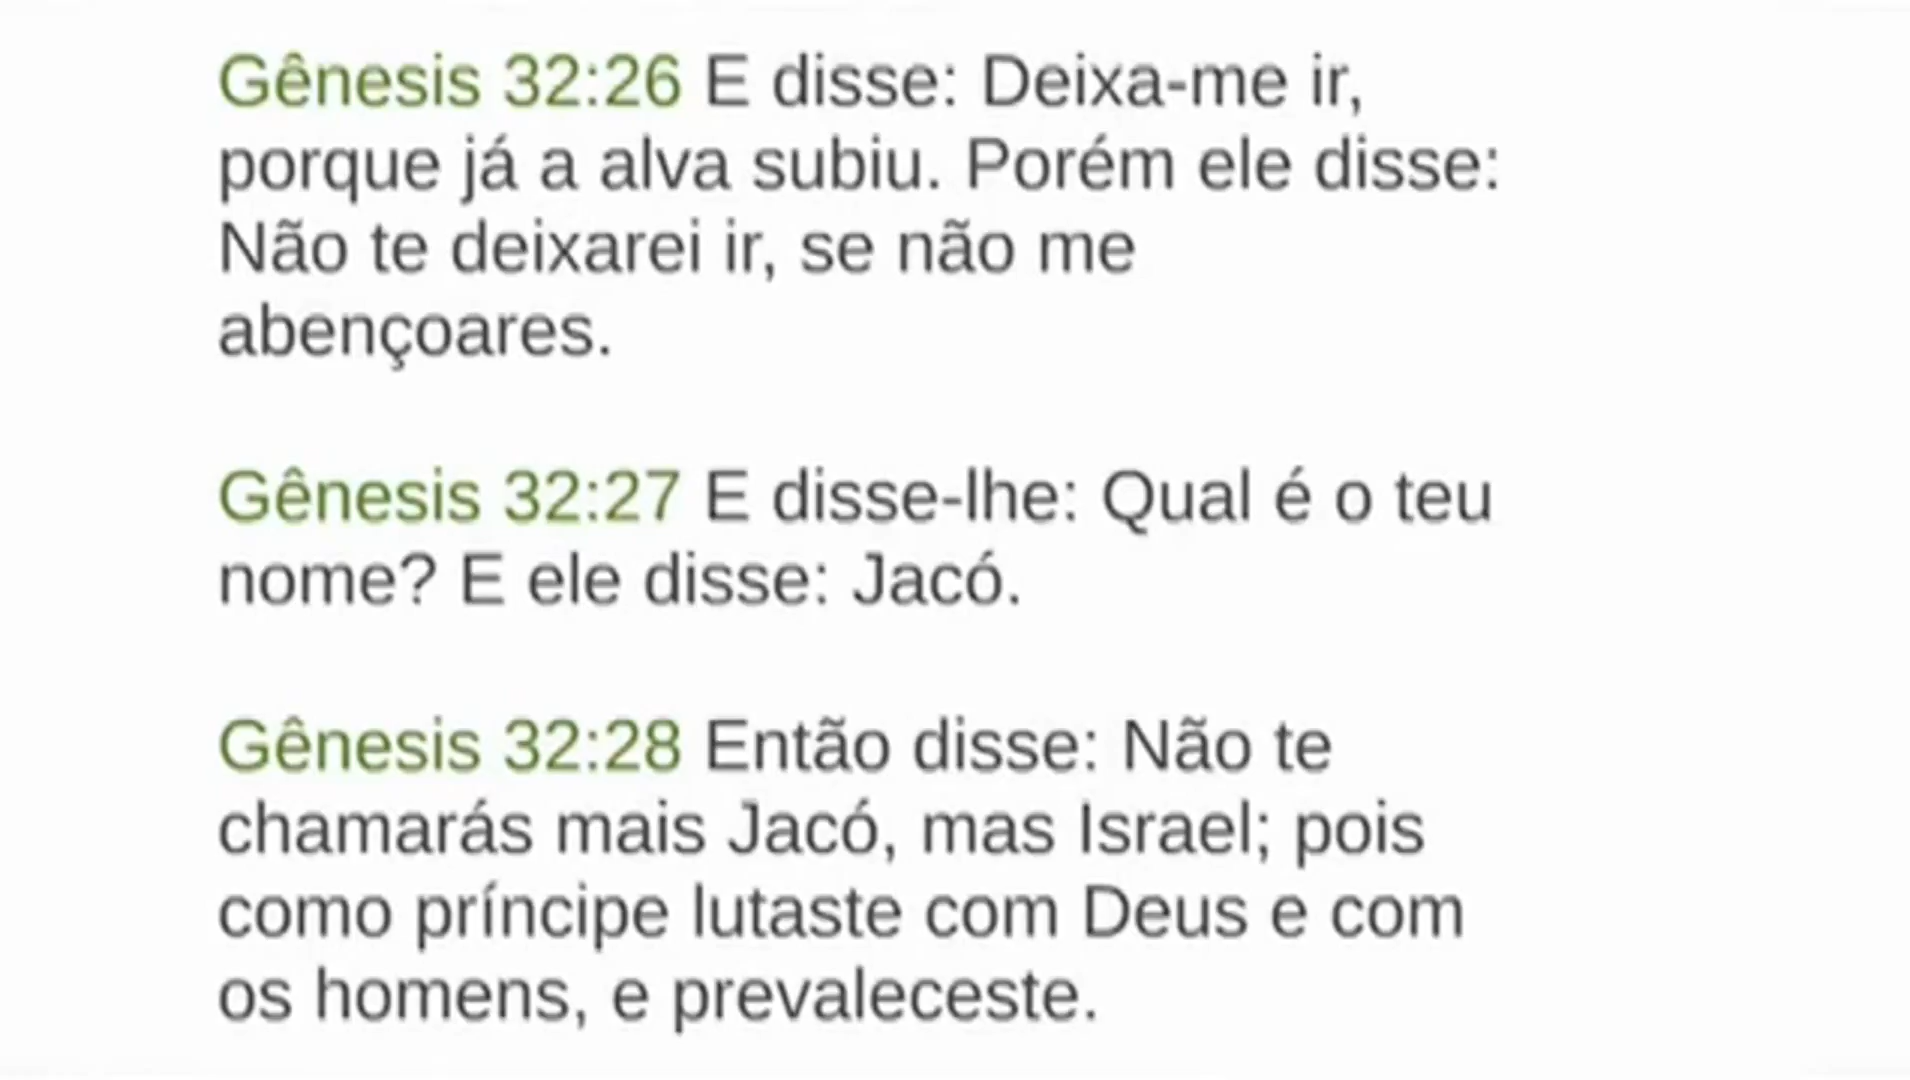 Gênesis 32:26 E disse: Deixa-me ir,
porque já a alva subiu. Porém ele disse:
Não te deixarei ir, se não me
abençoares.
Gênesis 32:27 E disse-lhe: Qual é o teu
nome? E ele disse: Jacó.
Gênesis 32:28 Então disse: Não te
chamarás mais Jacó, mas Israel; pois
como príncipe lutaste com Deus e com
os homens, e prevaleceste.